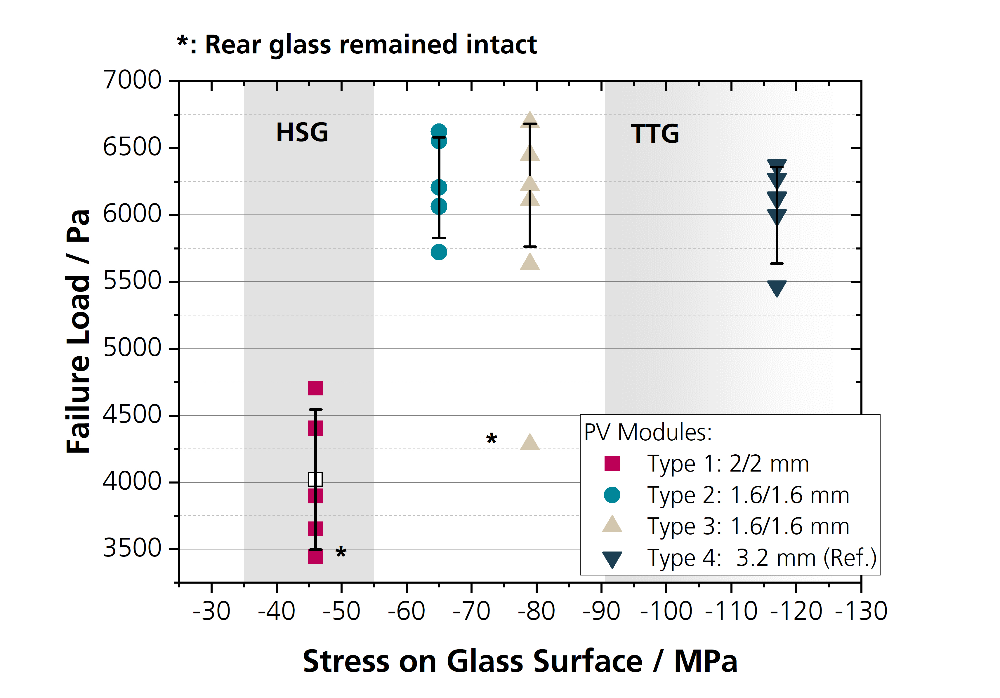 *: Rear glass remained intact
7000
6500
6000
5500
5000
4500
4000
3500
Failure Load / Pa
HSG
TTG
*
*
PV Modules:
Type 1: 2/2 mm
Type 2: 1.6/1.6 mm
Type 3: 1.6/1.6 mm
Type 4: 3.2 mm (Ref.)
-30 -40 -50 -60 -70 -80 -90 -100 -110 -120 -130
Stress on Glass Surface / MPa